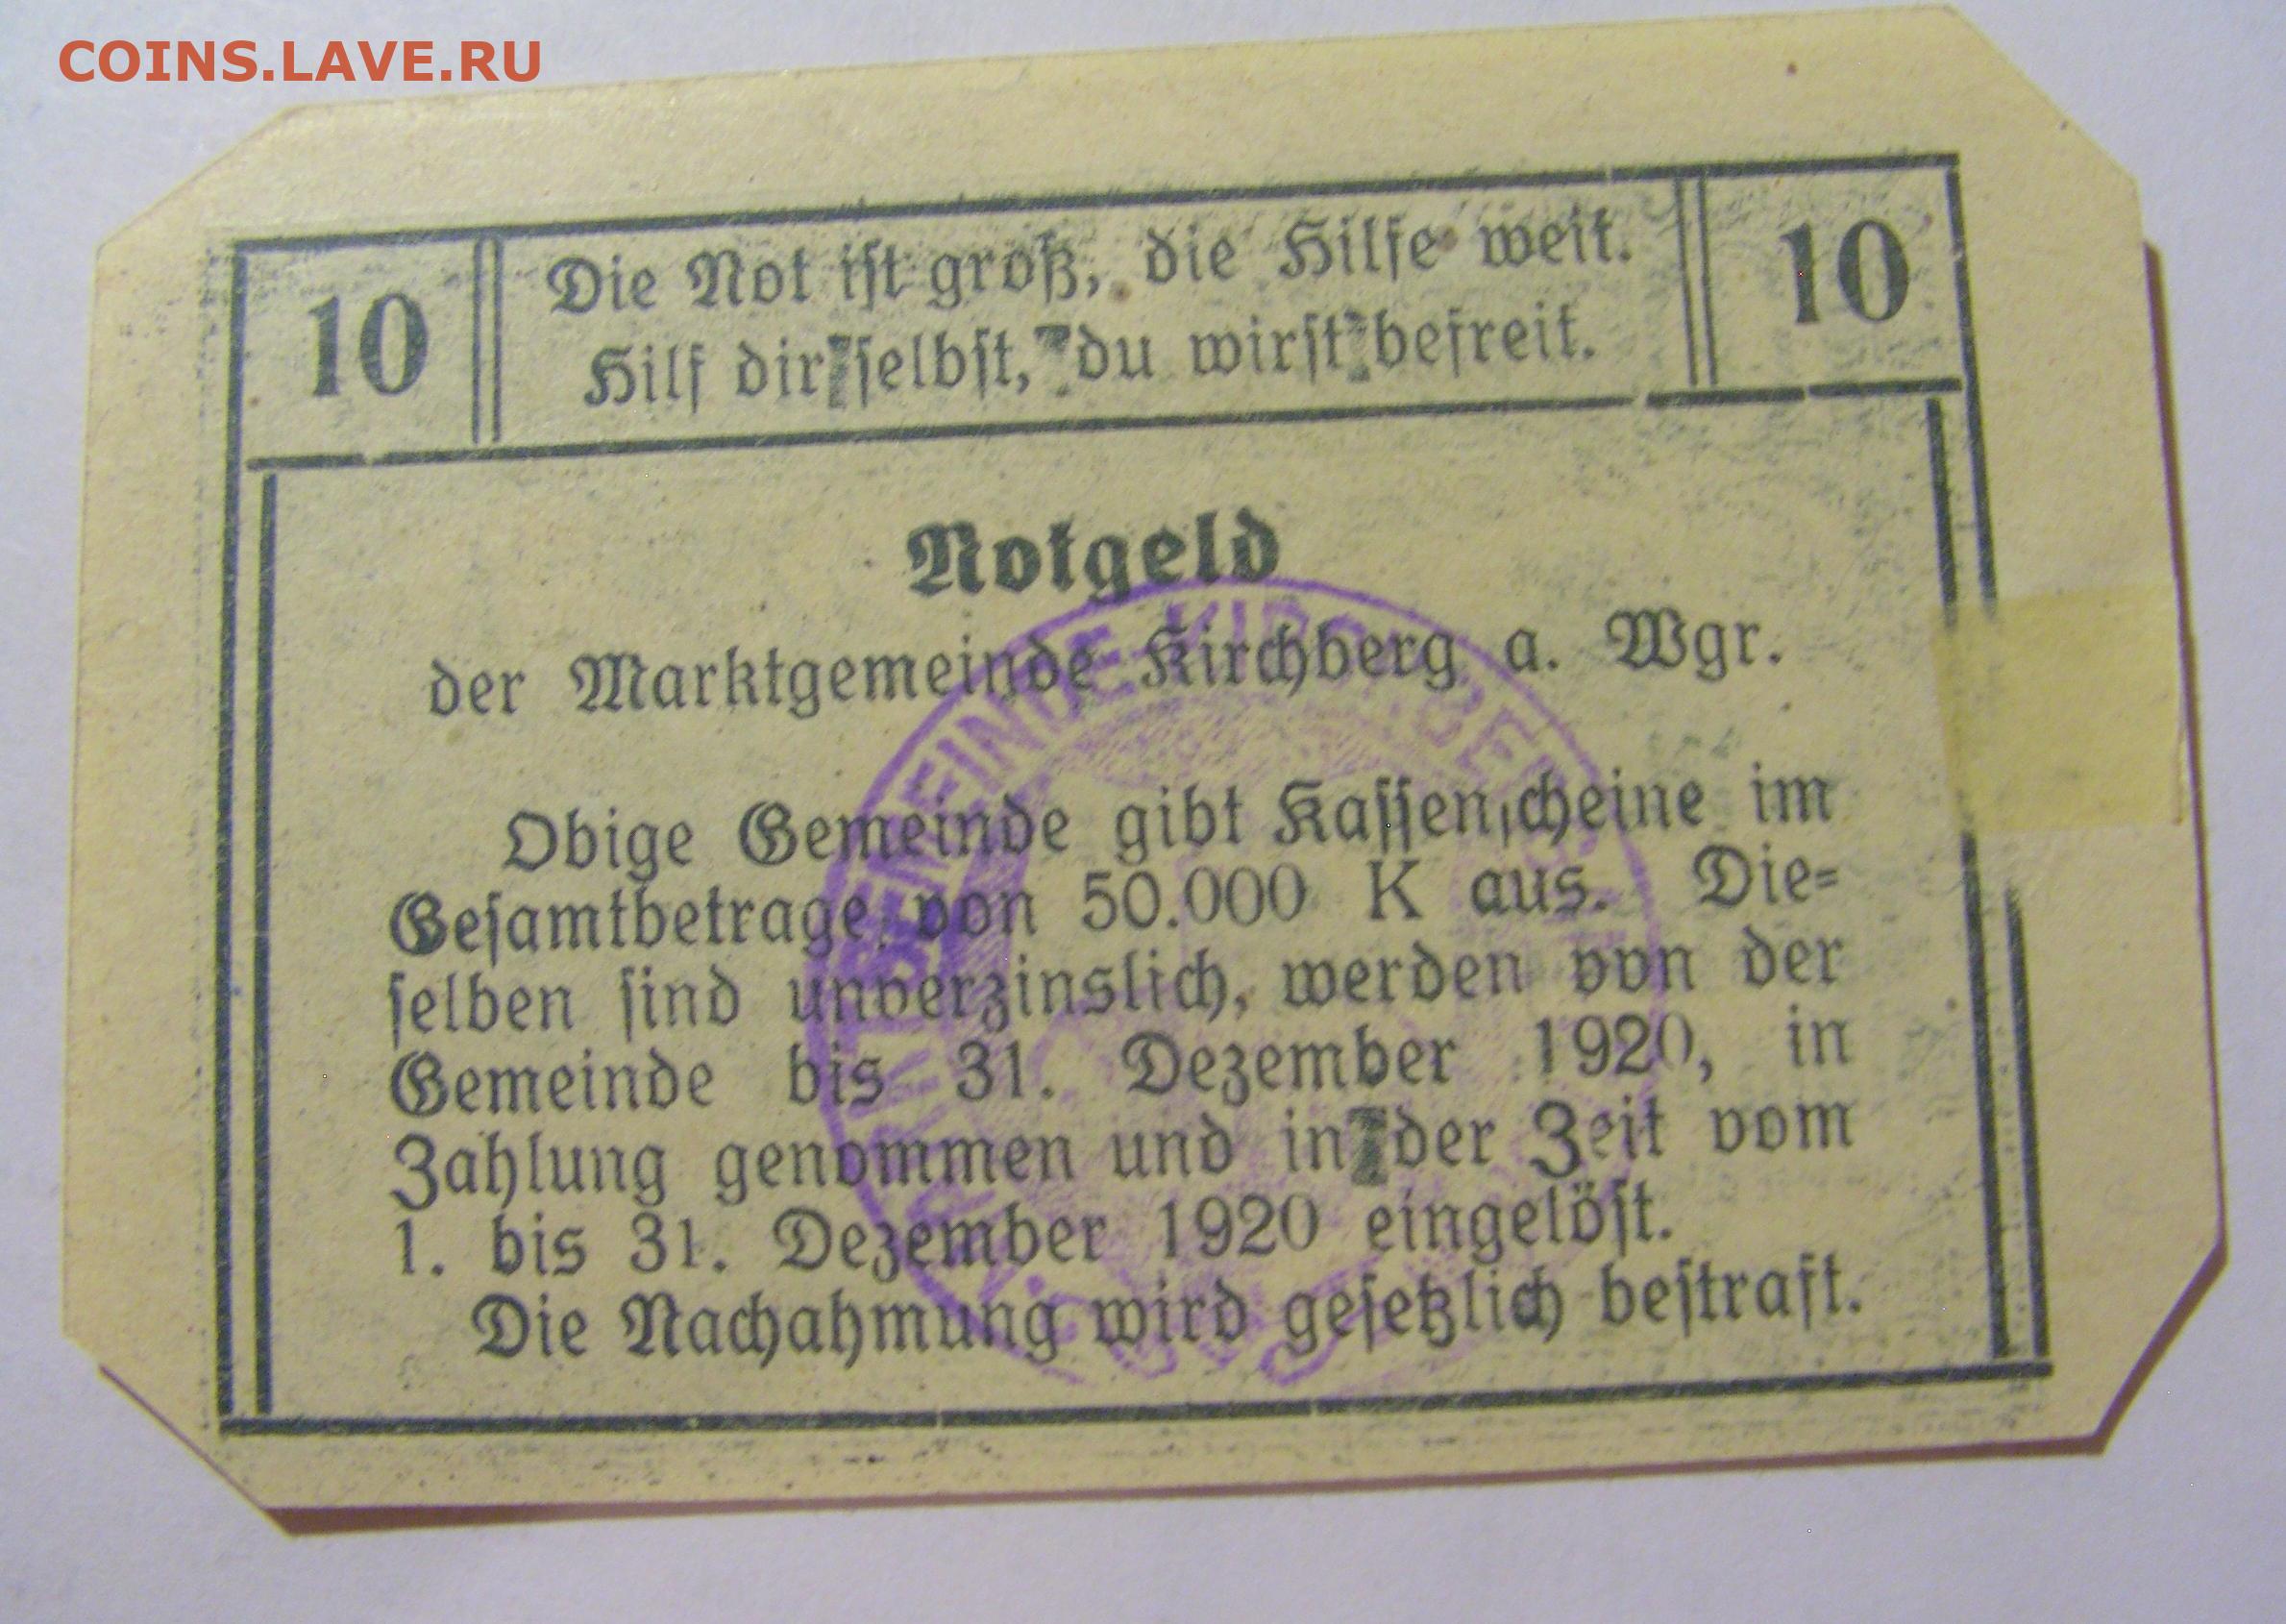 COINS.LAVE.RU
10 Die Not ist groß, die Hilfe weit. 10
Hilf dir selbst, du wirst befreit.
Notgeld
der Marktgemeinde Kirchberg a. Wgr.
Obige Gemeinde gibt Kassenscheine im
Gesamtbetrage von 50.000 K aus. Die-
selben sind unverzinslich, werden von der
Gemeinde bis 31. Dezember 1920, in
Zahlung genommen und in der Zeit vom
1. bis 31. Dezember 1920 eingelöst.
Die Nachahmung wird gesetzlich bestraft.
MARKTGEMEINDE KIRCHBERG